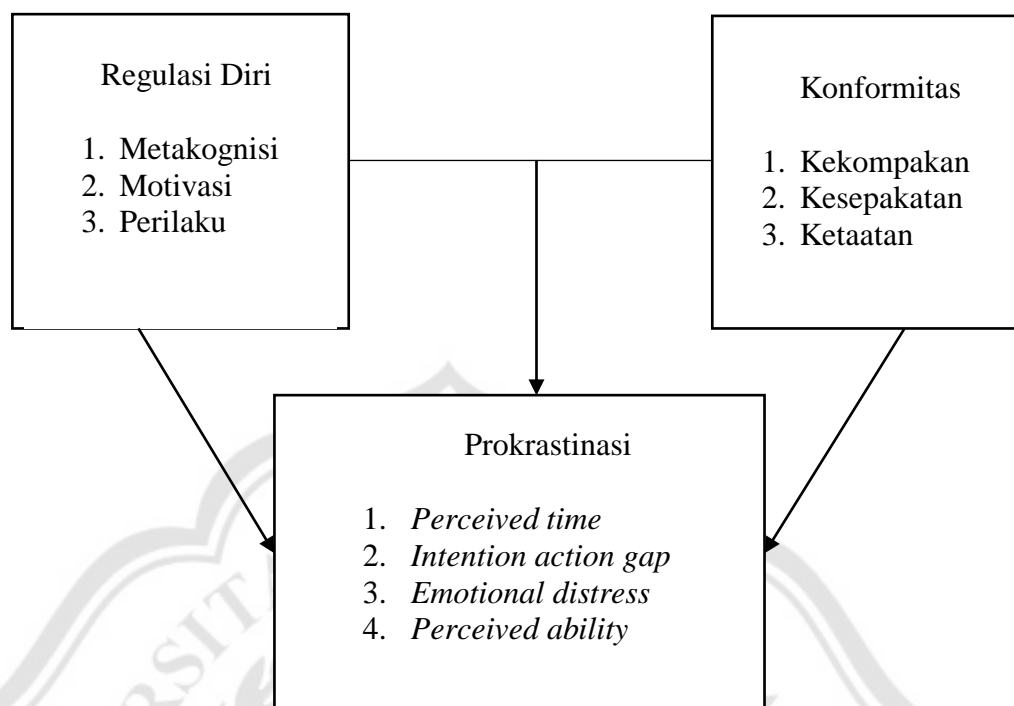 Regulasi Diri
1. Metakognisi
2. Motivasi
3. Perilaku
Konformitas
1. Kekompakan
2. Kesepakatan
3. Ketaatan
Prokrastinasi
1. Perceived time
2. Intention action gap
3. Emotional distress
4. Perceived ability